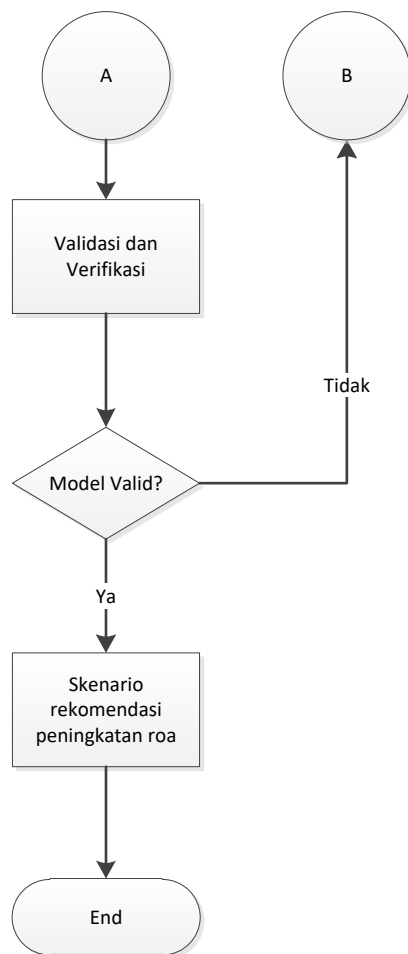 A
B
Validasi dan
Verifikasi
Tidak
Model Valid?
Ya
Skenario
rekomendasi
peningkatan roa
End